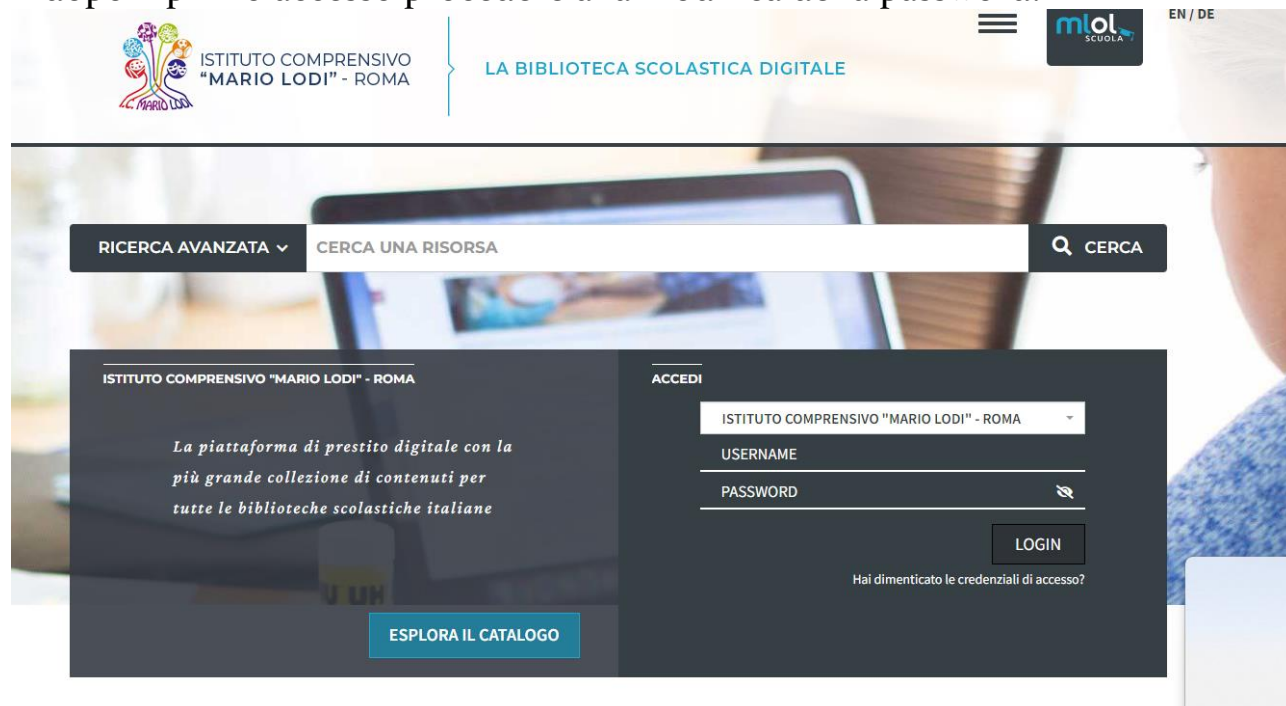 ISTITUTO COMPRENSIVO
"MARIO LODI" - ROMA
I.C. MARIO LODI
LA BIBLIOTECA SCOLASTICA DIGITALE
mlol
SCUOLA
EN / DE
RICERCA AVANZATA
CERCA UNA RISORSA
CERCA
ISTITUTO COMPRENSIVO "MARIO LODI" - ROMA
La piattaforma di prestito digitale con la
più grande collezione di contenuti per
tutte le biblioteche scolastiche italiane
ESPLORA IL CATALOGO
ACCEDI
ISTITUTO COMPRENSIVO "MARIO LODI" - ROMA
USERNAME
PASSWORD
LOGIN
Hai dimenticato le credenziali di accesso?